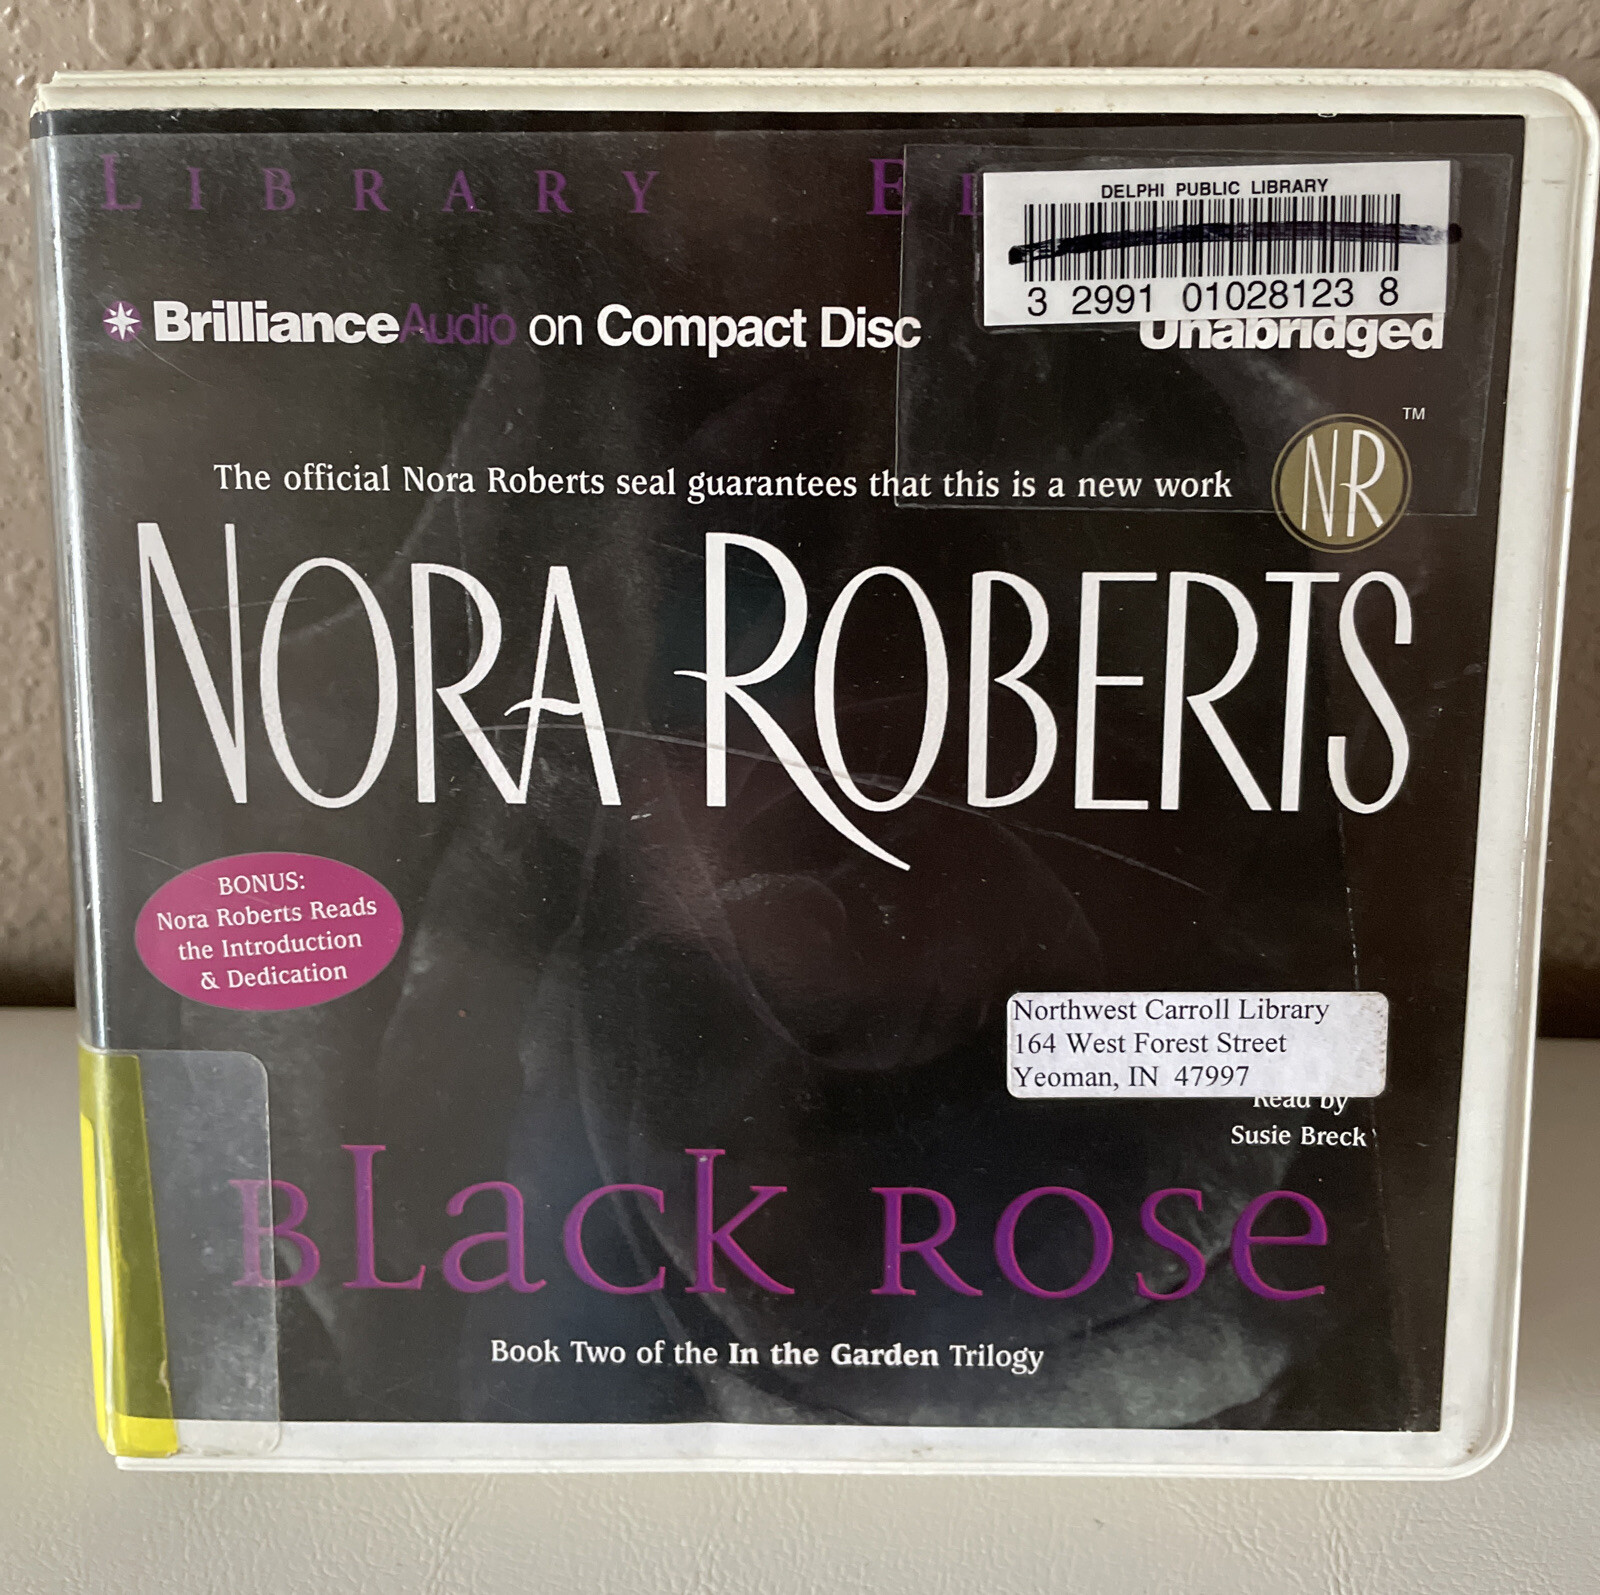 LIBRARY
DELPHI PUBLIC LIBRARY
3 2991 01028123 8
BrillianceAudio on Compact Disc
Unabridged
TM
NR
The official Nora Roberts seal guarantees that this is a new work
NORA ROBERTS
BONUS:
Nora Roberts Reads
the Introduction
& Dedication
Northwest Carroll Library
164 West Forest Street
Yeoman, IN 47997
Read by
Susie Breck
BLACK ROSE
Book Two of the In the Garden Trilogy